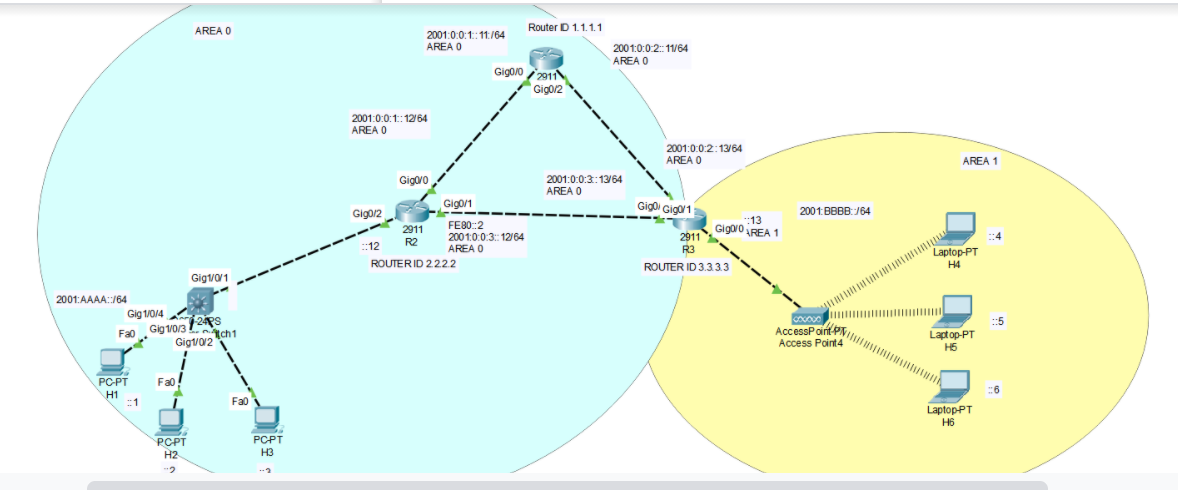 AREA 0
Router ID 1.1.1.1
2001:0:0:1::11:/64
AREA 0
2001:0:0:2::11/64
AREA 0
Gig0/0
2911
Gig0/2
2001:0:0:1::12/64
AREA 0
2001:0:0:2::13/64
AREA 0
AREA 1
Gig0/0
2001:0:0:3::13/64
AREA 0
Gig0/2
Gig0/1
Gig0/
Gig0/1
2001:BBBB::/64
::13
AREA 1
Gig0/0
2911
R2
FE80::2
2001:0:0:3::12/64
AREA 0
::12
ROUTER ID 2.2.2.2
2911
R3
ROUTER ID 3.3.3.3
Laptop-PT
H4
::4
Gig1/0/1
2001:AAAA::/64
Gig1/0/4
24PS
Gig1/0/3
tch1
Gig1/0/2
Fa0
AccessPoint-PT
Access Point4
Laptop-PT
H5
::5
PC-PT
H1
::1
Fa0
Fa0
Laptop-PT
H6
::6
PC-PT
H2
::2
PC-PT
H3
::3